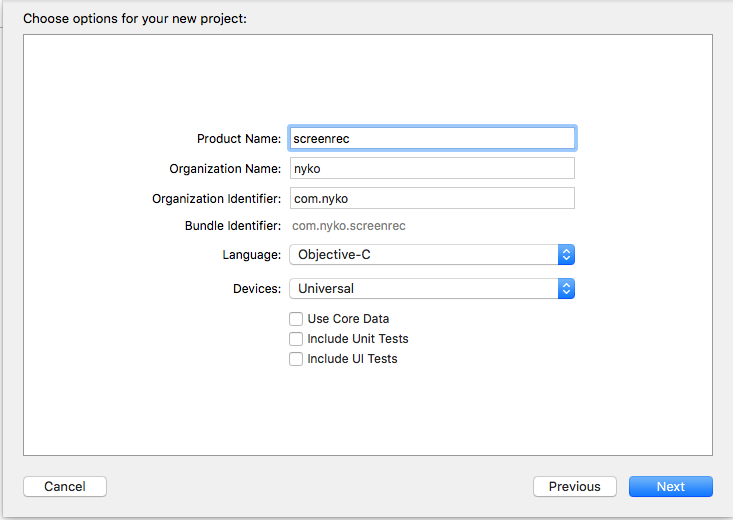 Choose options for your new project:
Product Name: screenrec
Organization Name: nyko
Organization Identifier: com.nyko
Bundle Identifier: com.nyko.screenrec
Language: Objective-C
Devices: Universal
Use Core Data
Include Unit Tests
Include UI Tests
Cancel Previous Next